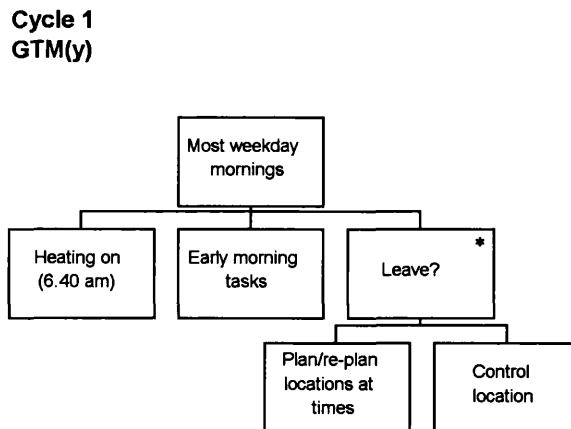 Cycle 1
GTM(y)
Most weekday
mornings
Heating on
(6.40 am)
Early morning
tasks
*
Leave?
Plan/re-plan
locations at
times
Control
location